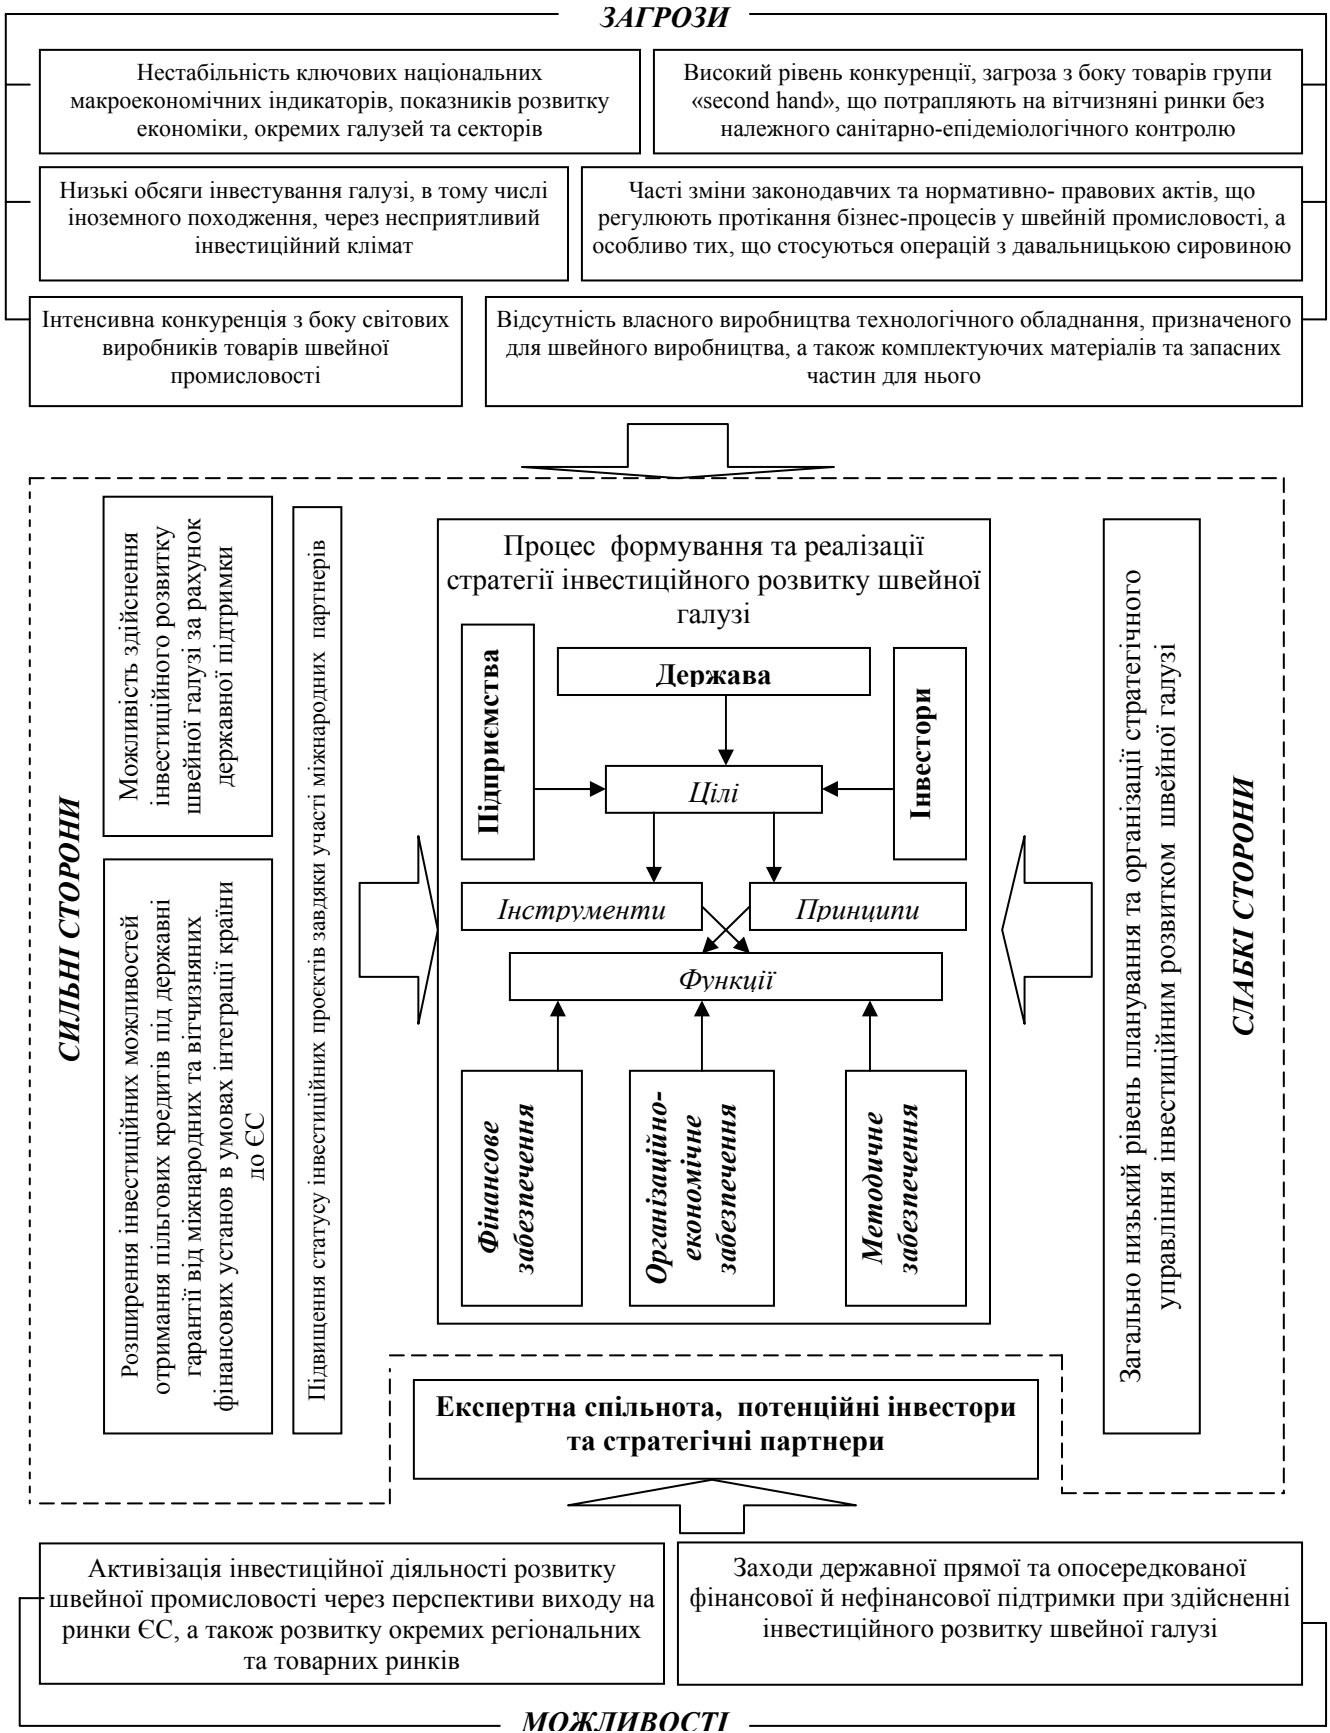 ЗАГРОЗИ
Нестабільність ключових національних
макроекономічних індикаторів, показників розвитку
економіки, окремих галузей та секторів
Високий рівень конкуренції, загроза з боку товарів групи
«second hand», що потрапляють на вітчизняні ринки без
належного санітарно-епідеміологічного контролю
Низькі обсяги інвестування галузі, в тому числі
іноземного походження, через несприятливий
інвестиційний клімат
Часті зміни законодавчих та нормативно- правових актів, що
регулюють протікання бізнес-процесів у швейній промисловості, а
особливо тих, що стосуються операцій з давальницькою сировиною
Інтенсивна конкуренція з боку світових
виробників товарів швейної
промисловості
Відсутність власного виробництва технологічного обладнання, призначеного
для швейного виробництва, а також комплектуючих матеріалів та запасних
частин для нього
СИЛЬНІ СТОРОНИ
Можливість здійснення
інвестиційного розвитку
швейної галузі за рахунок
державної підтримки
Розширення інвестиційних можливостей
отримання пільгових кредитів під державні
гарантії від міжнародних та вітчизняних
фінансових установ в умовах інтеграції країни
до ЄС
Підвищення статусу інвестиційних проєктів завдяки участі міжнародних партнерів
Процес формування та реалізації
стратегії інвестиційного розвитку швейної
галузі
Підприємства
Держава
Інвестори
Цілі
Інструменти
Принципи
Функції
Фінансове
забезпечення
Організаційно-
економічне
забезпечення
Методичне
забезпечення
Загально низький рівень планування та організації стратегічного
управління інвестиційним розвитком швейної галузі
СЛАБКІ СТОРОНИ
Експертна спільнота, потенційні інвестори
та стратегічні партнери
Активізація інвестиційної діяльності розвитку
швейної промисловості через перспективи виходу на
ринки ЄС, а також розвитку окремих регіональних
та товарних ринків
Заходи державної прямої та опосередкованої
фінансової й нефінансової підтримки при здійсненні
інвестиційного розвитку швейної галузі
МОЖЛИВОСТІ